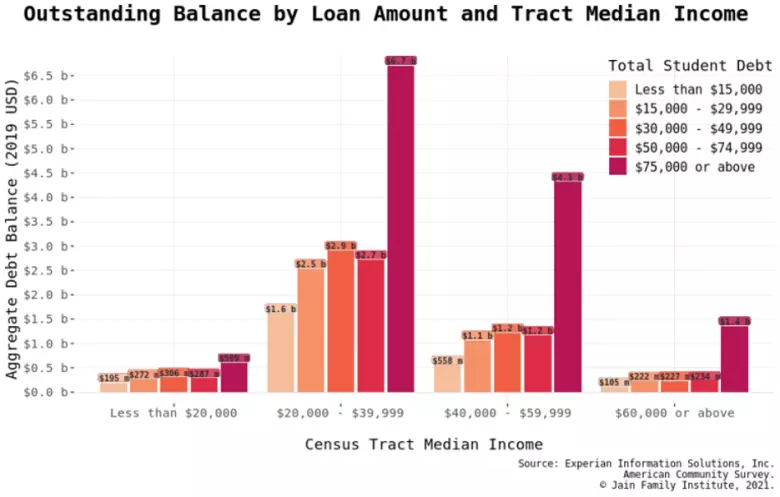 Outstanding Balance by Loan Amount and Tract Median Income
Total Student Debt
Less than $15,000
$15,000 - $29,999
$30,000 - $49,999
$50,000 - $74,999
$75,000 or above
Aggregate Debt Balance (2019 USD)
$6.5 b
$6.0 b
$5.5 b
$5.0 b
$4.5 b
$4.0 b
$3.5 b
$3.0 b
$2.5 b
$2.0 b
$1.5 b
$1.0 b
$0.5 b
$0.0 b
$195 m
$272 m
$306 m
$287 m
$1.6 b
$2.5 b
$2.9 b
$2.7 b
$6.7 b
$558 m
$1.1 b
$1.2 b
$1.2 b
$4.3 b
$105 m
$222 m
$227 m
$234 m
$1.4 b
Less than $20,000
$20,000 - $39,999
$40,000 - $59,999
$60,000 or above
Census Tract Median Income
Source: Experian Information Solutions, Inc.
American Community Survey.
© Jain Family Institute, 2021.